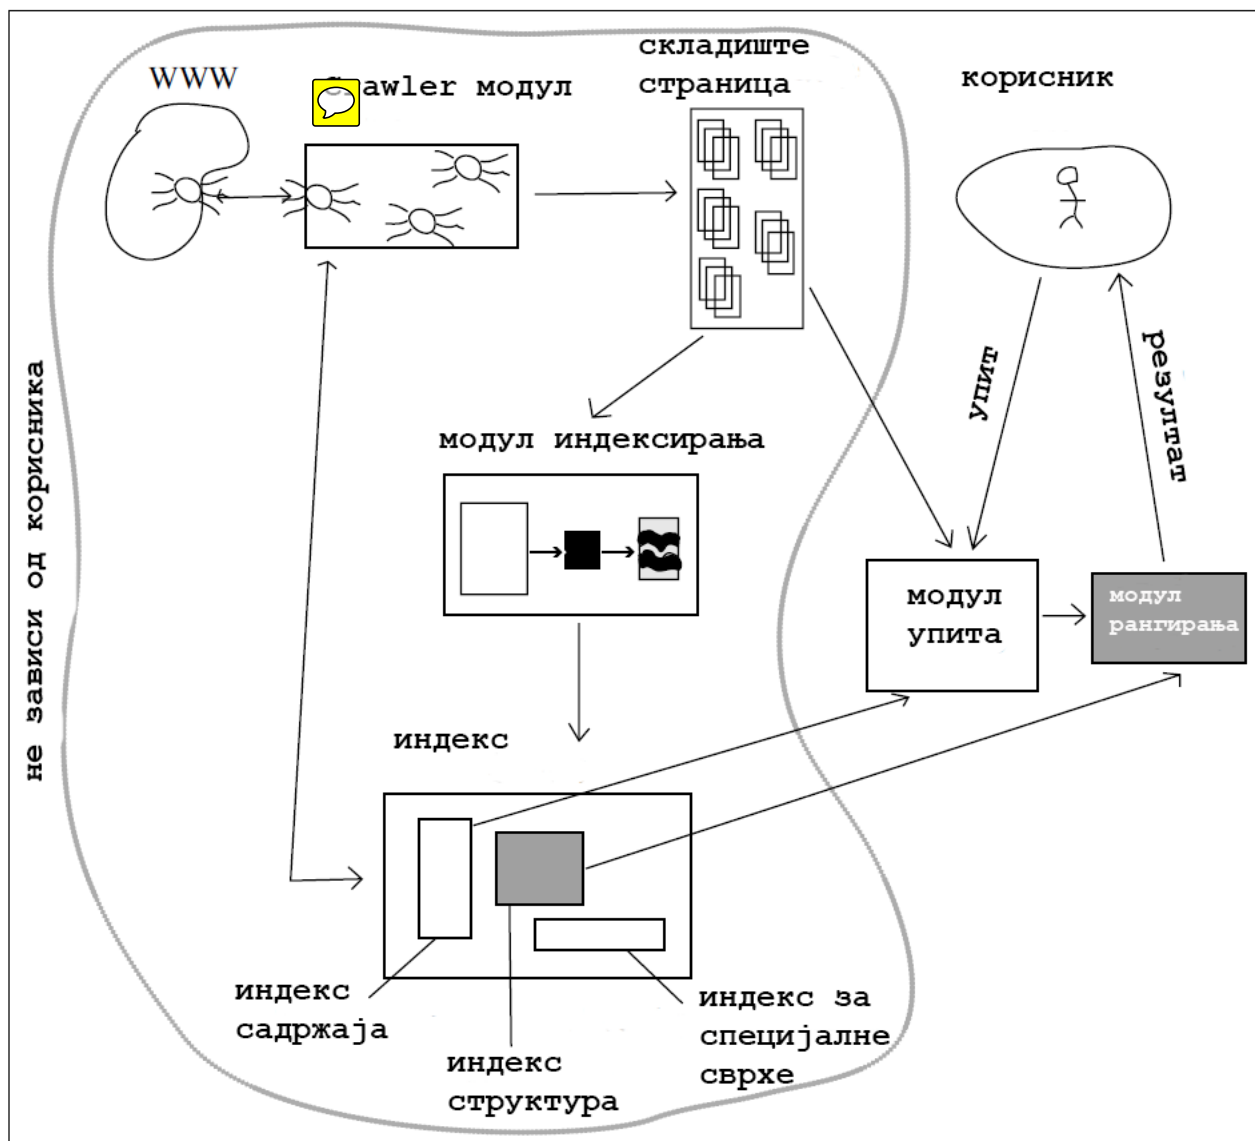 WWW
модул
складиште
страница
корисник
не зависи од корисника
упит
резултат
модул индексирања
модул
упита
модул
рангирања
индекс
индекс
садржаја
индекс
структура
индекс за
специјалне
сврхе